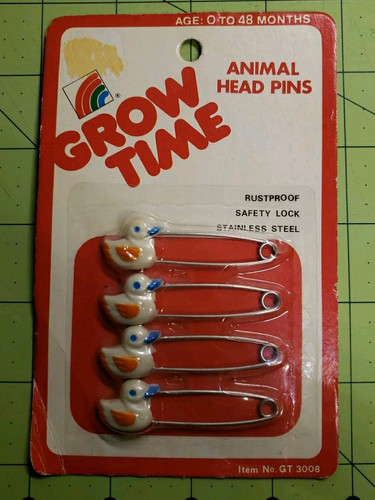 AGE: 0 TO 48 MONTHS
®
GROW
TIME
ANIMAL
HEAD PINS
RUSTPROOF
SAFETY LOCK
STAINLESS STEEL
Item No. GT 3008